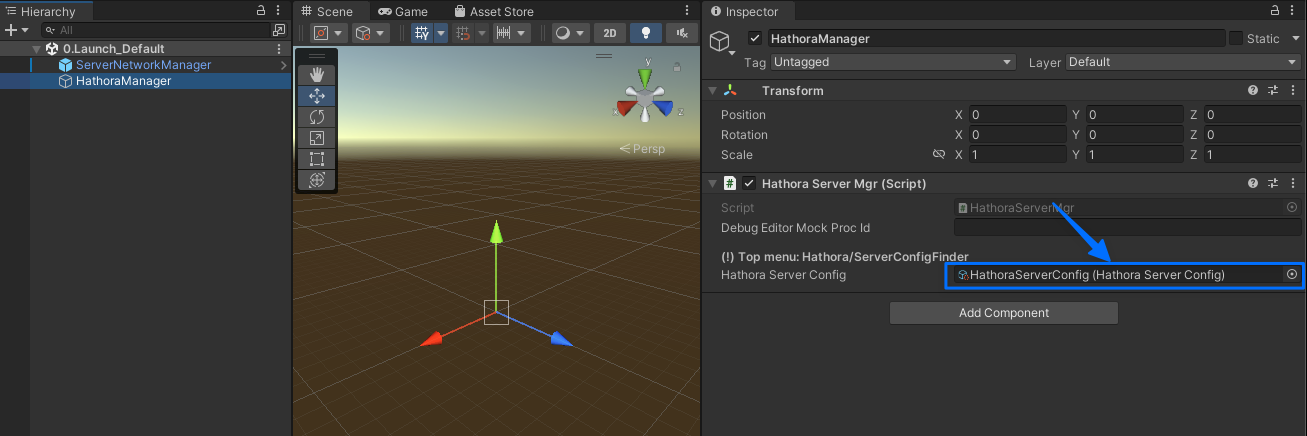 Hierarchy
All
0.Launch_Default
ServerNetworkManager
HathoraManager
Scene
Game
Asset Store
2D
y
x
z
Persp
Inspector
HathoraManager
Static
Tag Untagged Layer Default
Transform
Position X 0 Y 0 Z 0
Rotation X 0 Y 0 Z 0
Scale X 1 Y 1 Z 1
Hathora Server Mgr (Script)
Script HathoraServerMgr
Debug Editor Mock Proc Id
(!) Top menu: Hathora/ServerConfigFinder
Hathora Server Config HathoraServerConfig (Hathora Server Config)
Add Component